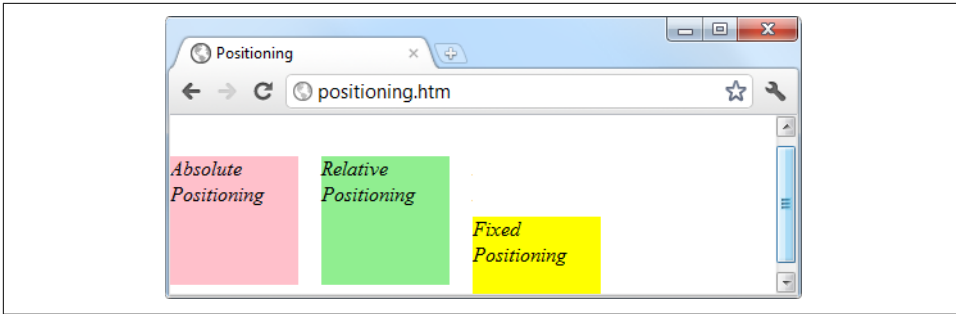 Positioning
positioning.htm
Absolute
Positioning
Relative
Positioning
Fixed
Positioning